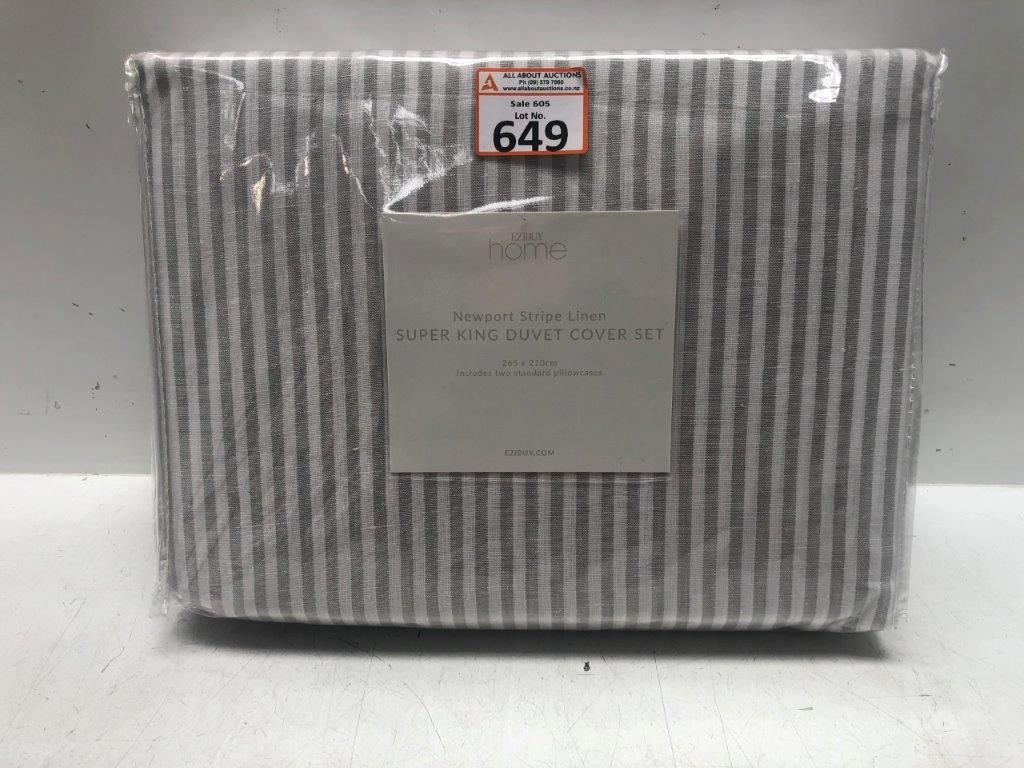 A ALL ABOUT AUCTIONS
Ph (09) 579 7080
www.allaboutauctions.co.nz
Sale 605
Lot No.
649
EZIBUY
home
Newport Stripe Linen
SUPER KING DUVET COVER SET
265 x 210cm
Includes two standard pillowcases
EZIBUY.COM